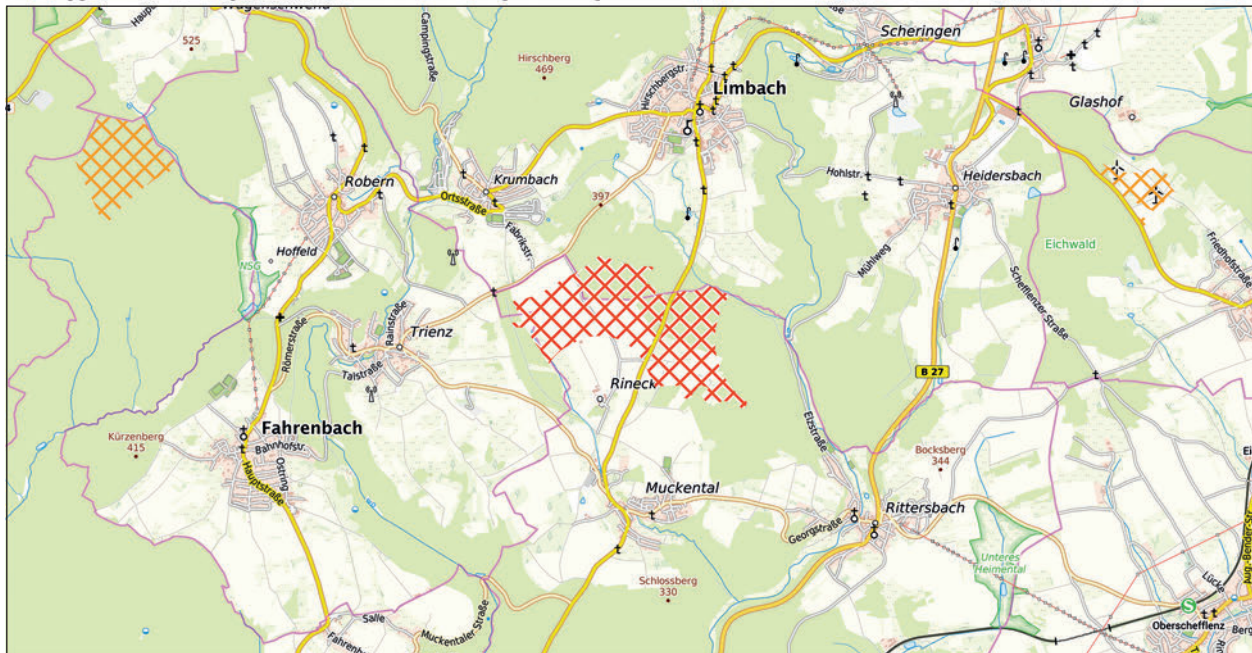 525
Campingstraße
Hirschberg
469
Hirschbergstr.
Limbach
Scheringen
Glashof
Robern
Krumbach
Ortsstraße
Fabrikstr.
397
Hohlstr.
Heidersbach
Mühlweg
Eichwald
Schefflenzer Straße
Friedhofstraße
Hoffeld
NSG
Römerstraße
Rainstraße
Trienz
Talstraße
Rineck
B 27
Elzstraße
Fahrenbach
Kürzenberg
415
Bahnhofstr.
Ostring
Hauptstraße
Muckental
Bocksberg
344
Georgstraße
Rittersbach
Unteres
Heimental
Schlossberg
330
Salle
Muckentaler Straße
Lücke
S
Oberschefflenz